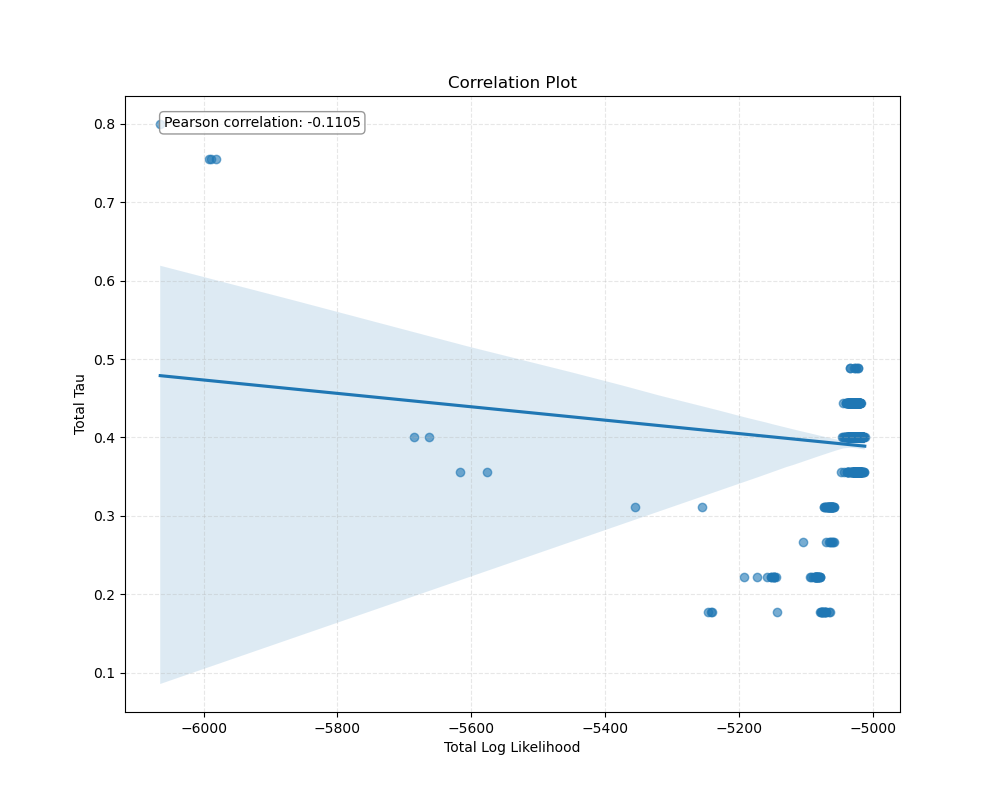 Correlation Plot
Pearson correlation: -0.1105
0.8
0.7
0.6
0.5
0.4
0.3
0.2
0.1
Total Tau
−6000 −5800 −5600 −5400 −5200 −5000
Total Log Likelihood